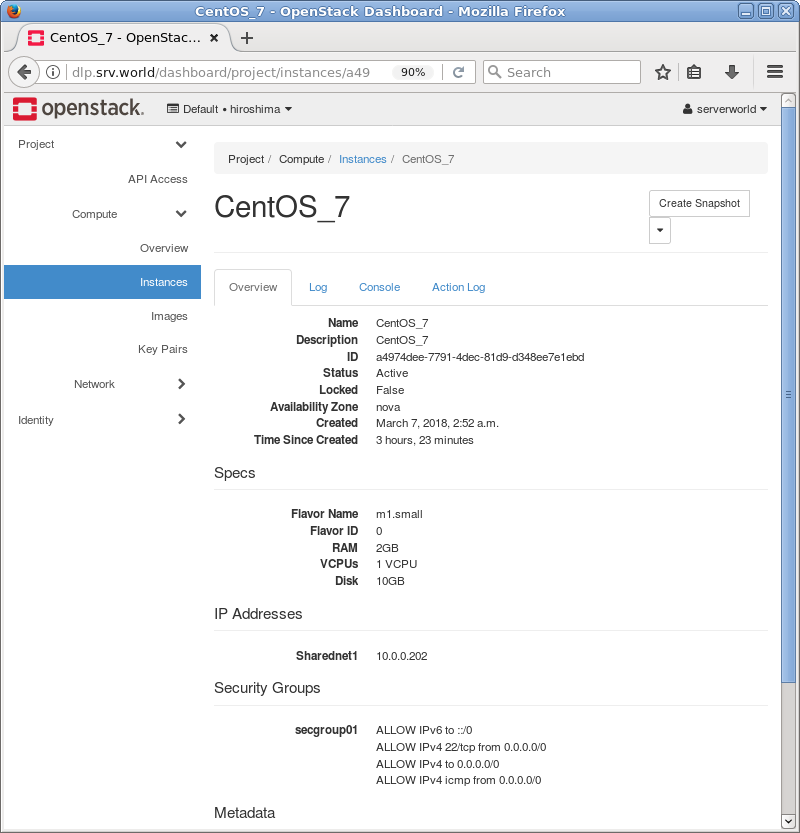 CentOS_7 - OpenStack Dashboard - Mozilla Firefox
CentOS_7 - OpenStac...
dlp.srv.world/dashboard/project/instances/a49 90% Search
openstack. Default • hiroshima serverworld
Project
API Access
Compute
Overview
Instances
Images
Key Pairs
Network
Identity
Project / Compute / Instances / CentOS_7
CentOS_7
Create Snapshot
Overview Log Console Action Log
Name CentOS_7
Description CentOS_7
ID a4974dee-7791-4dec-81d9-d348ee7e1ebd
Status Active
Locked False
Availability Zone nova
Created March 7, 2018, 2:52 a.m.
Time Since Created 3 hours, 23 minutes
Specs
Flavor Name m1.small
Flavor ID 0
RAM 2GB
VCPUs 1 VCPU
Disk 10GB
IP Addresses
Sharednet1 10.0.0.202
Security Groups
secgroup01 ALLOW IPv6 to ::/0
ALLOW IPv4 22/tcp from 0.0.0.0/0
ALLOW IPv4 to 0.0.0.0/0
ALLOW IPv4 icmp from 0.0.0.0/0
Metadata